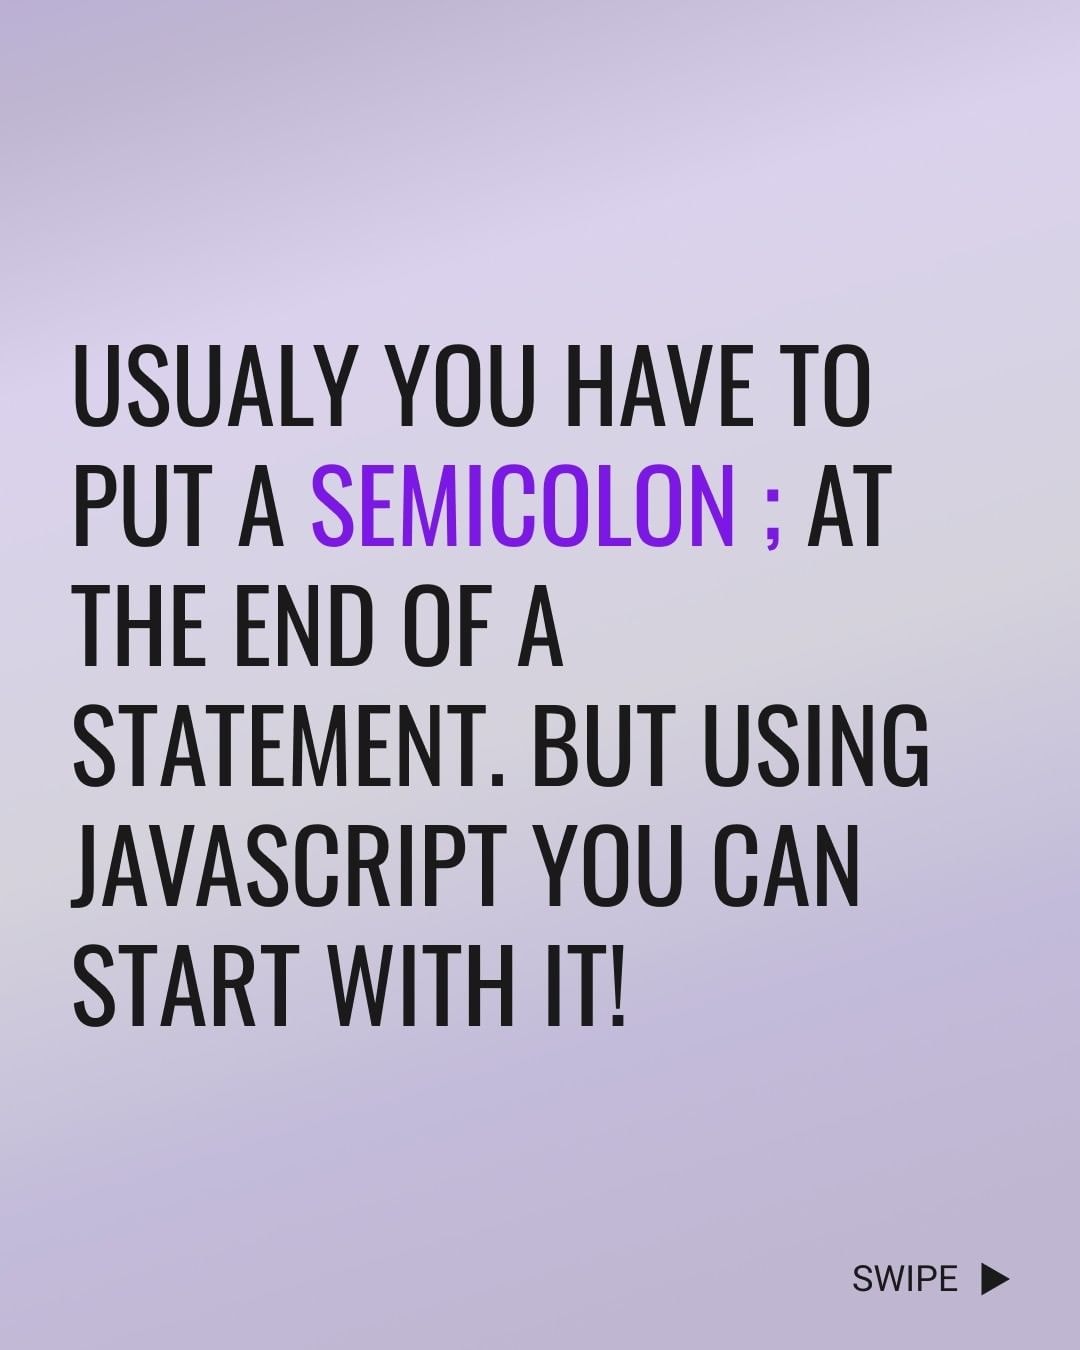 USUALY YOU HAVE TO
PUT A SEMICOLON ; AT
THE END OF A
STATEMENT. BUT USING
JAVASCRIPT YOU CAN
START WITH IT!
SWIPE